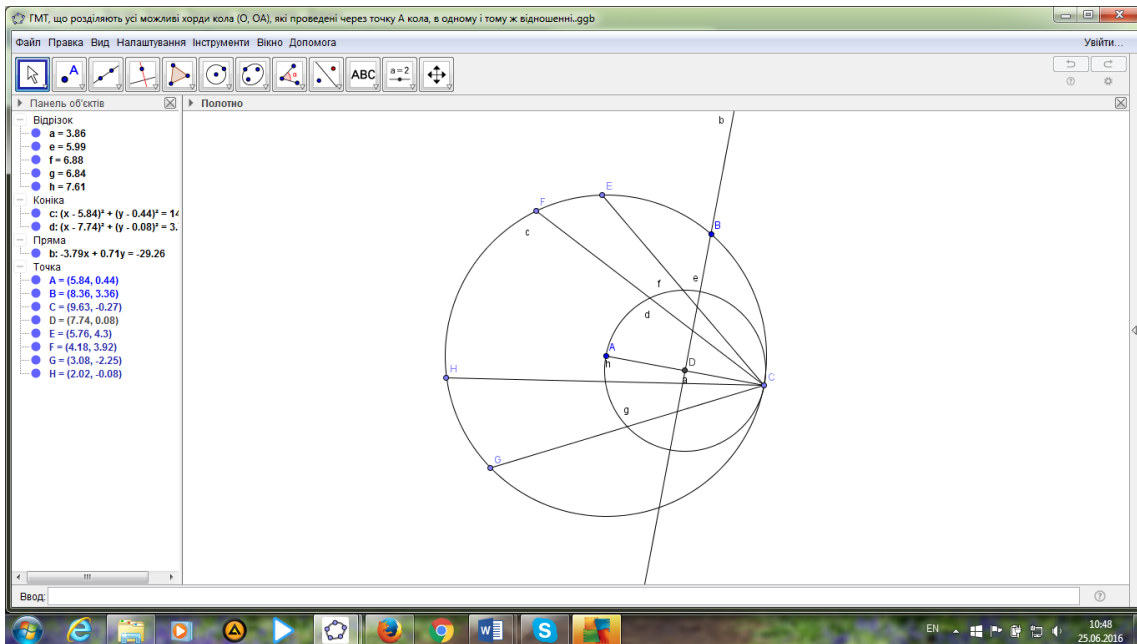 ГМТ, що розділяють усі можливі хорди кола (О, ОА), які проведені через точку А кола, в одному і тому ж відношенні..ggb
Файл Правка Вид Налаштування Інструменти Вікно Допомога
Увійти...
A
ABC
a=2
Панель об'єктів
Полотно
Відрізок
a = 3.86
e = 5.99
f = 6.88
g = 6.84
h = 7.61
Коніка
c: (x - 5.84)² + (y - 0.44)² = 14
d: (x - 7.74)² + (y - 0.08)² = 3.
Пряма
b: -3.79x + 0.71y = -29.26
Точка
A = (5.84, 0.44)
B = (8.36, 3.36)
C = (9.63, -0.27)
D = (7.74, 0.08)
E = (5.76, 4.3)
F = (4.18, 3.92)
G = (3.08, -2.25)
H = (2.02, -0.08)
b
E
F
c
B
f
e
d
A
h
D
a
H
C
g
G
Ввод:
EN
10:48
25.06.2016